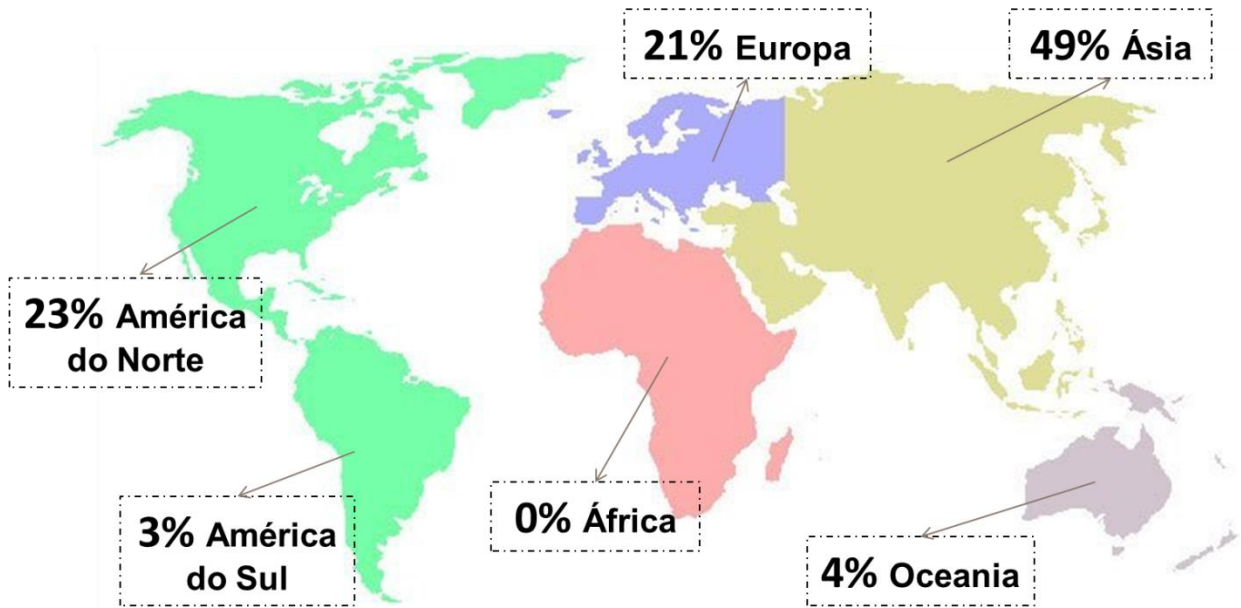 21% Europa
49% Ásia
23% América
do Norte
3% América
do Sul
0% África
4% Oceania